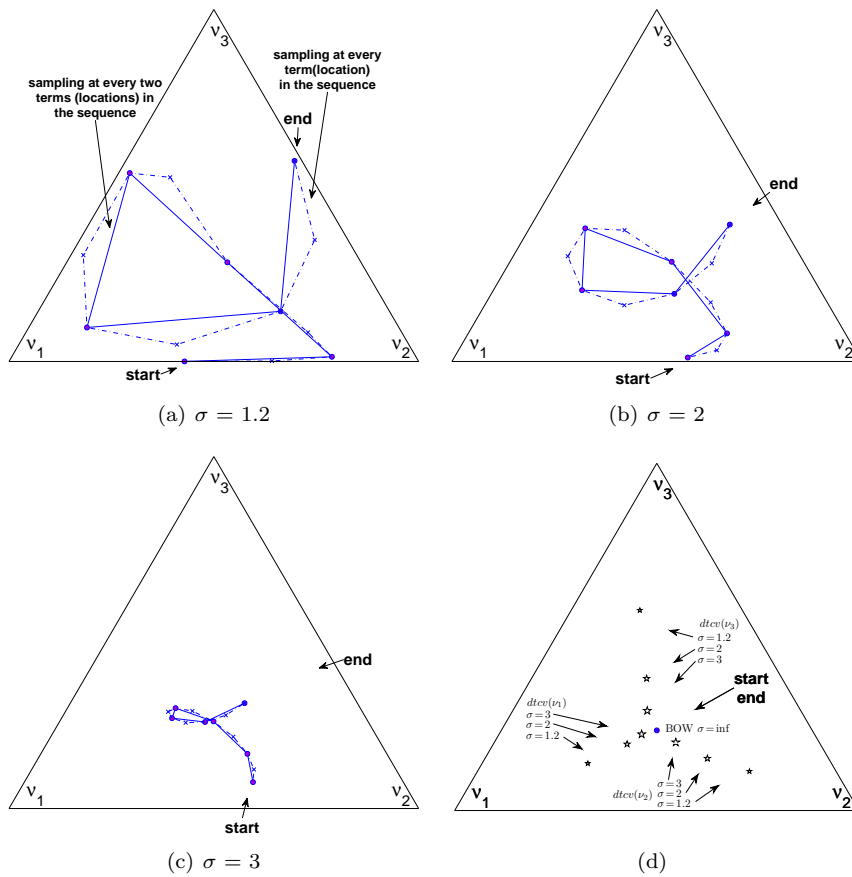 ν3
sampling at every two
terms (locations) in
the sequence
sampling at every
term(location)
in the sequence
end
ν1
ν2
start
(a) σ = 1.2
ν3
end
ν1
ν2
start
(b) σ = 2
ν3
end
ν1
ν2
start
(c) σ = 3
ν3
dtcv(ν3)
σ=1.2
σ=2
σ=3
start
end
dtcv(ν1)
σ=3
σ=2
σ=1.2
BOW σ=inf
σ=3
dtcv(ν2) σ=2
σ=1.2
ν1
ν2
(d)